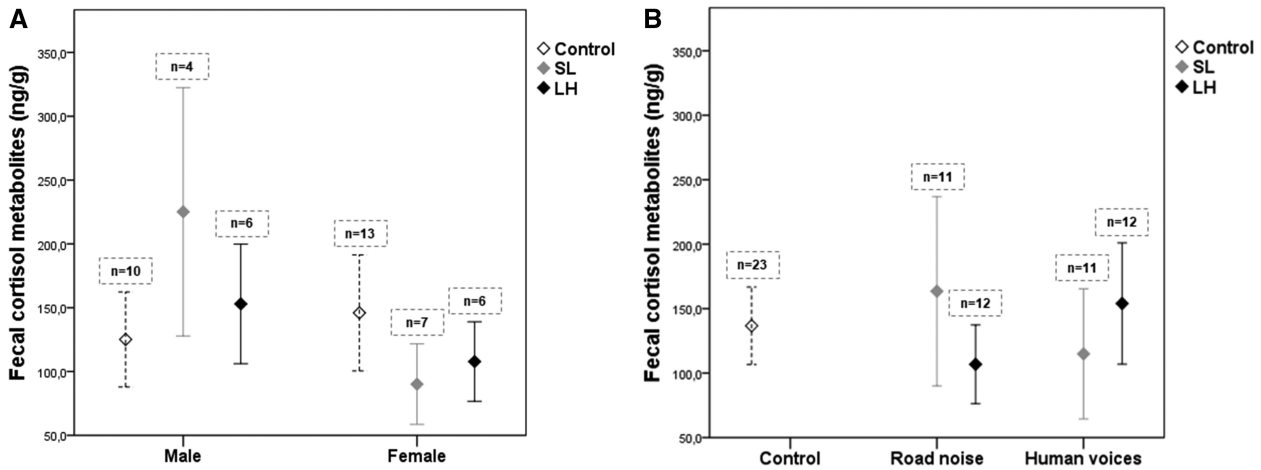 A
Fecal cortisol metabolites (ng/g)
350,0
300,0
250,0
200,0
150,0
100,0
50,0
n=4
n=6
n=13
n=10
n=6
n=7
Male
Female
Control
SL
LH
B
Fecal cortisol metabolites (ng/g)
350,0
300,0
250,0
200,0
150,0
100,0
50,0
n=11
n=12
n=23
n=11
n=12
Control
Road noise
Human voices
Control
SL
LH